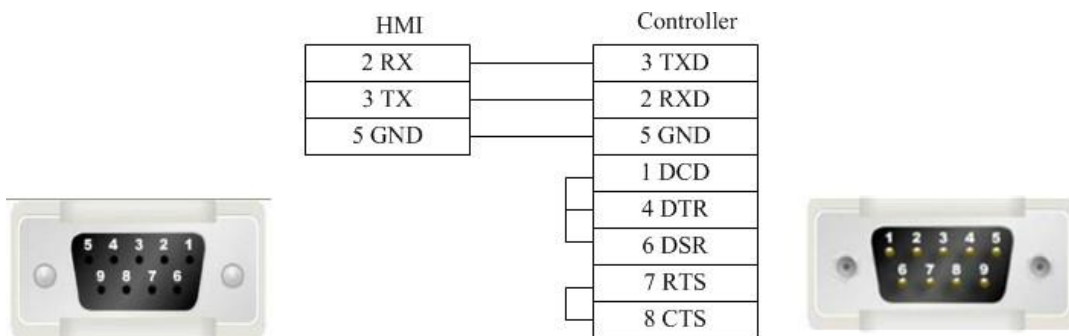 HMI Controller
2 RX 3 TXD
3 TX 2 RXD
5 GND 5 GND
1 DCD
4 DTR
6 DSR
7 RTS
8 CTS
5 4 3 2 1
9 8 7 6
1 2 3 4 5
6 7 8 9